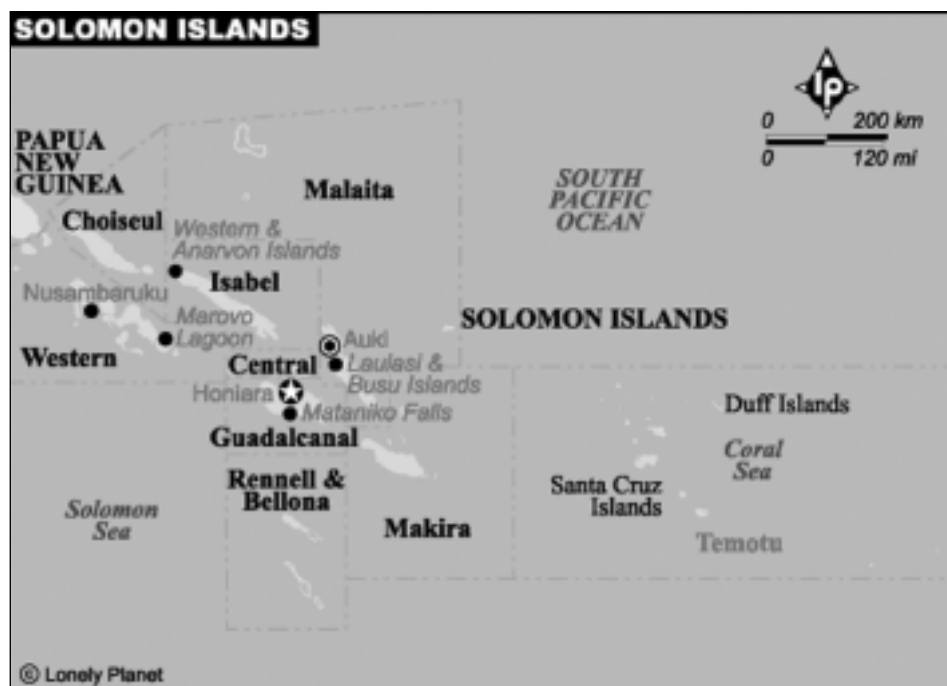 SOLOMON ISLANDS
lp
0 200 km
0 120 mi
PAPUA
NEW
GUINEA
Malaita
SOUTH
PACIFIC
OCEAN
Choiseul
Western &
Anarvon Islands
Isabel
Nusambaruku
Marovo
Lagoon
SOLOMON ISLANDS
Auki
Western
Central
Laulasi &
Busu Islands
Honiara
Mataniko Falls
Duff Islands
Guadalcanal
Coral
Sea
Rennell &
Bellona
Santa Cruz
Islands
Solomon
Sea
Makira
Temotu
© Lonely Planet